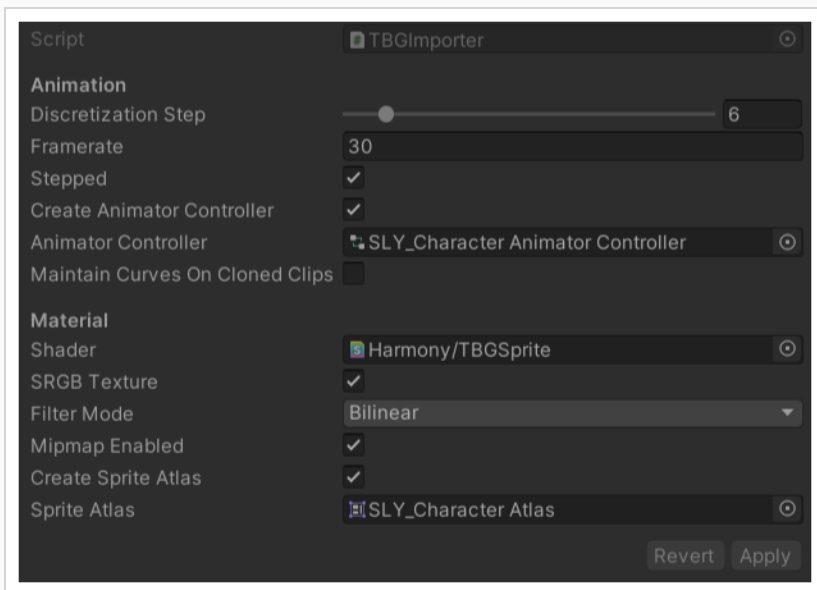 Script TBGImporter
Animation
Discretization Step 6
Framerate 30
Stepped
Create Animator Controller
Animator Controller SLY_Character Animator Controller
Maintain Curves On Cloned Clips
Material
Shader Harmony/TBGSprite
SRGB Texture
Filter Mode Bilinear
Mipmap Enabled
Create Sprite Atlas
Sprite Atlas SLY_Character Atlas
Revert Apply